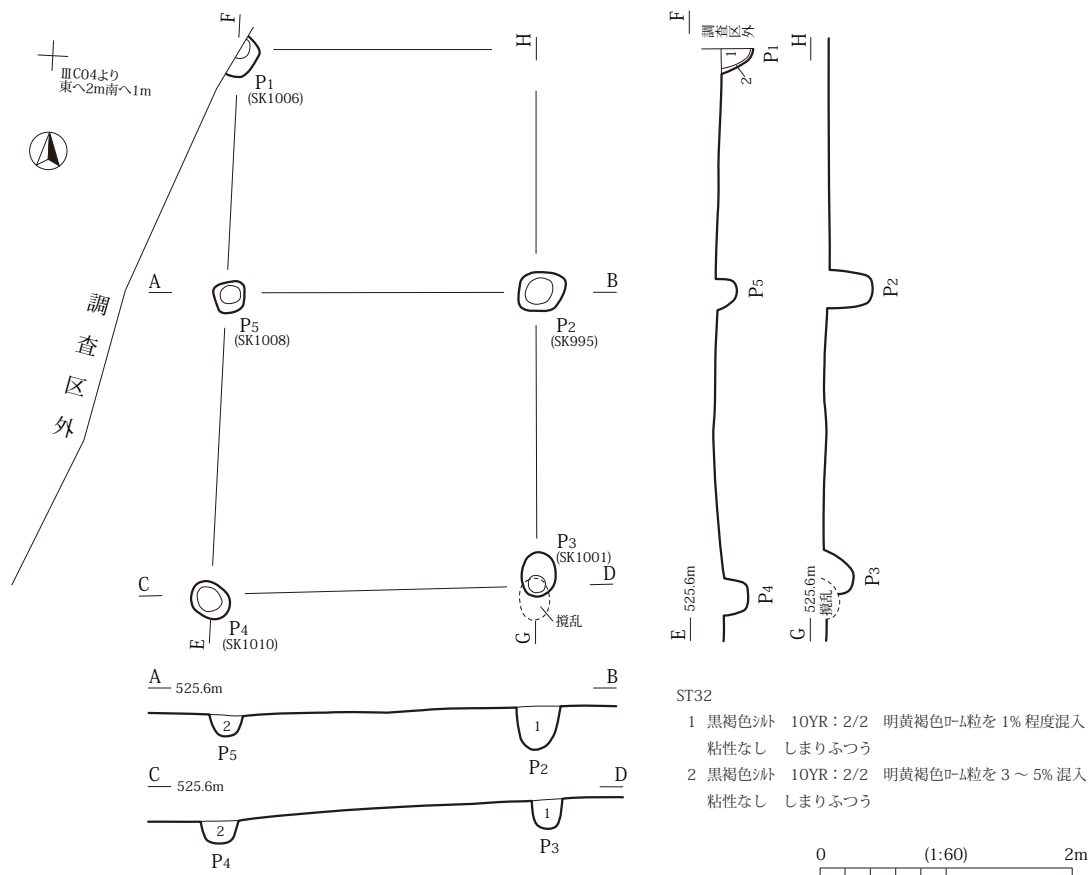 F
H
ⅢC04より
東へ2m南へ1m
P1
(SK1006)
A
B
P5
(SK1008)
P2
(SK995)
調査区外
C
D
P3
(SK1001)
攪乱
P4
(SK1010)
E
G
F
調査区外
1
2
P1
P5
P4
E
525.6m
H
P2
P3
攪乱
G
525.6m
A
525.6m
B
2
1
P5
P2
C
525.6m
D
2
1
P4
P3
ST32
1 黒褐色シルト 10YR:2/2 明黄褐色ローム粒を1%程度混入
粘性なし しまりふつう
2 黒褐色シルト 10YR:2/2 明黄褐色ローム粒を3~5%混入
粘性なし しまりふつう
0 (1:60) 2m